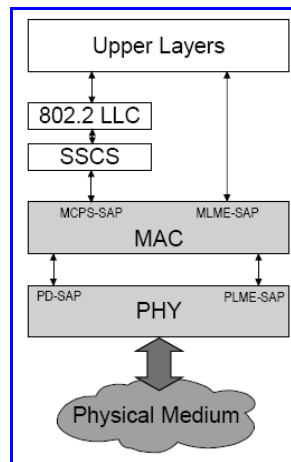 Upper Layers
802.2 LLC
SSCS
MCPS-SAP MLME-SAP
MAC
PD-SAP PLME-SAP
PHY
Physical Medium